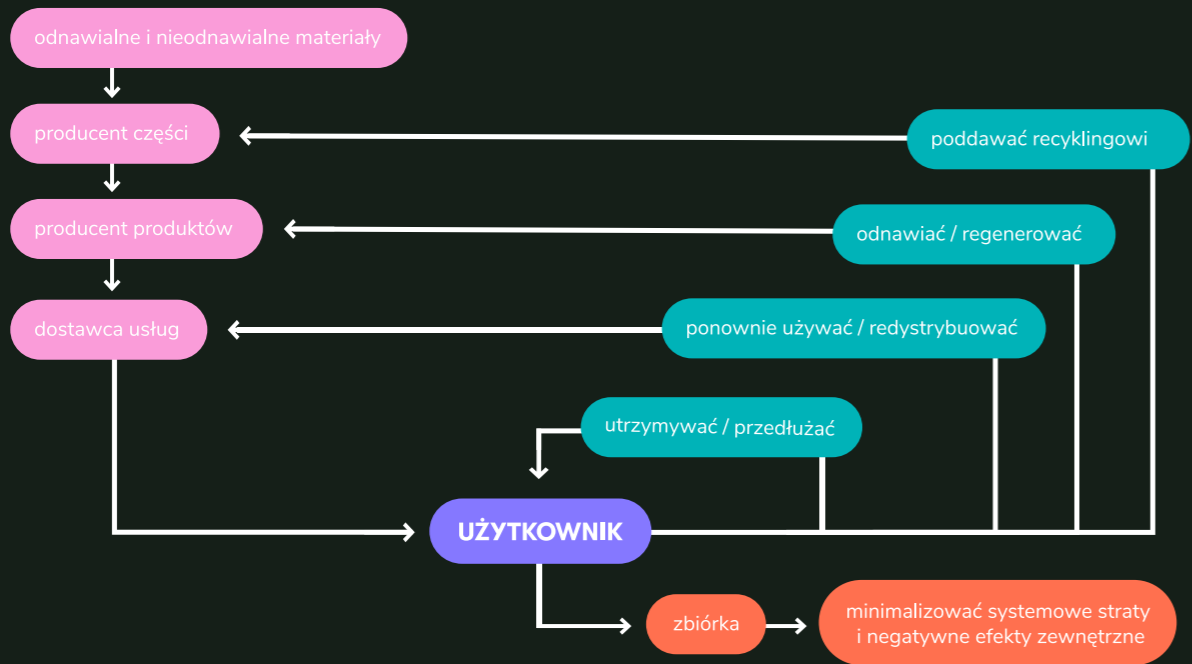 odnawialne i nieodnawialne materiały
producent części
poddawać recyklingowi
producent produktów
odnawiać / regenerować
dostawca usług
ponownie używać / redystrybuować
utrzymywać / przedłużać
UŻYTKOWNIK
zbiórka
minimalizować systemowe straty
i negatywne efekty zewnętrzne